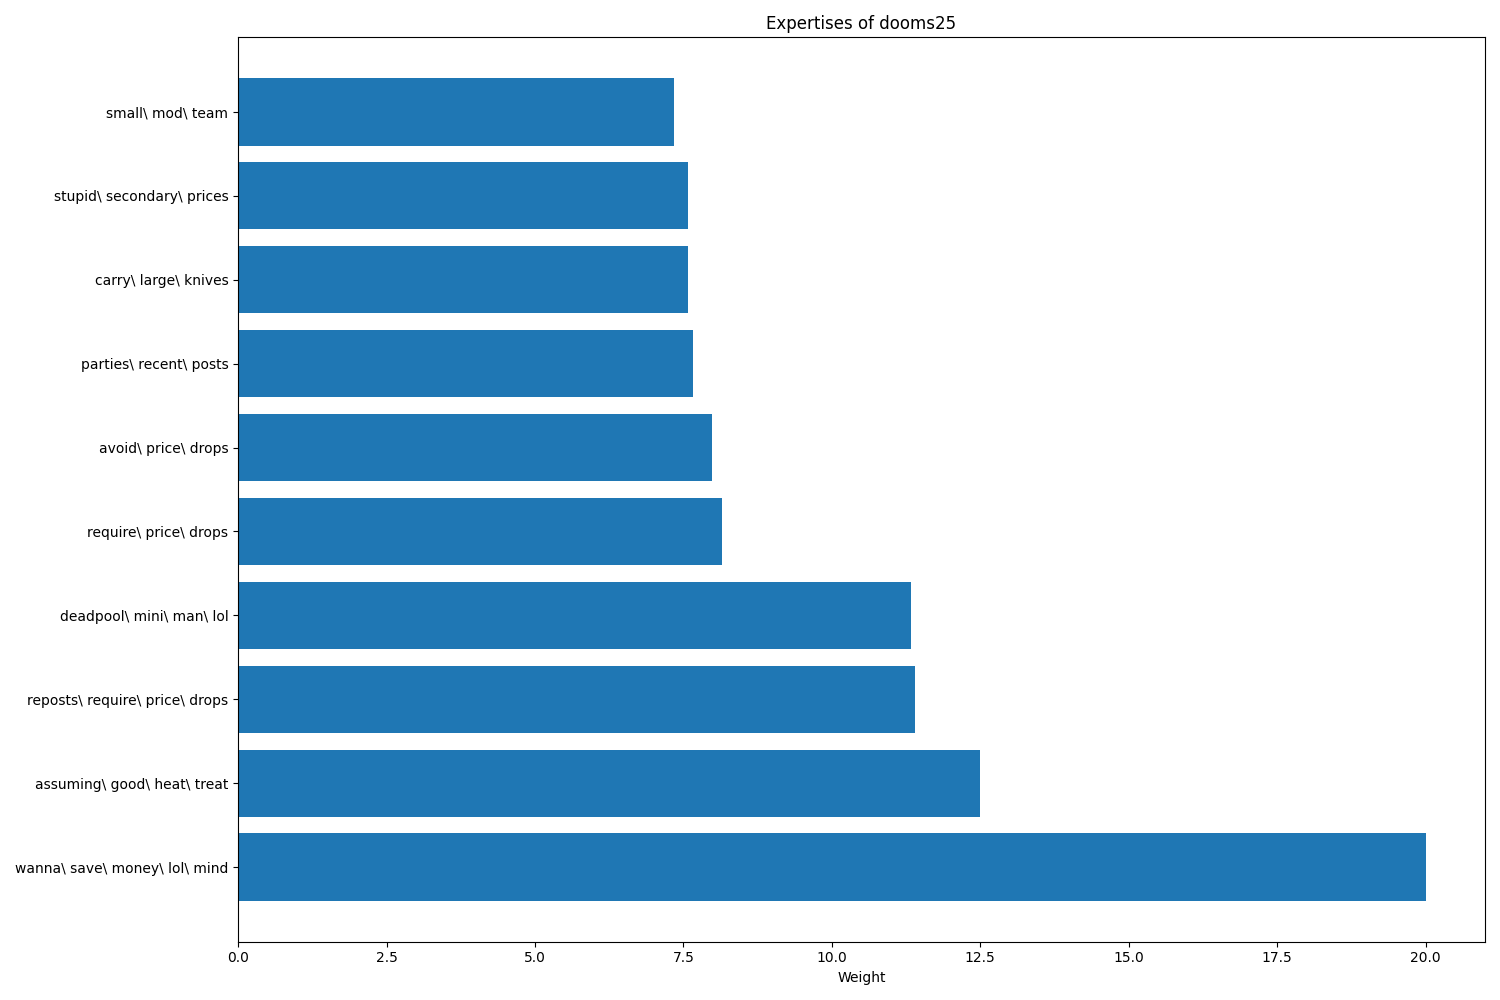 Expertises of dooms25
small\ mod\ team
stupid\ secondary\ prices
carry\ large\ knives
parties\ recent\ posts
avoid\ price\ drops
require\ price\ drops
deadpool\ mini\ man\ lol
reposts\ require\ price\ drops
assuming\ good\ heat\ treat
wanna\ save\ money\ lol\ mind
0.0 2.5 5.0 7.5 10.0 12.5 15.0 17.5 20.0
Weight